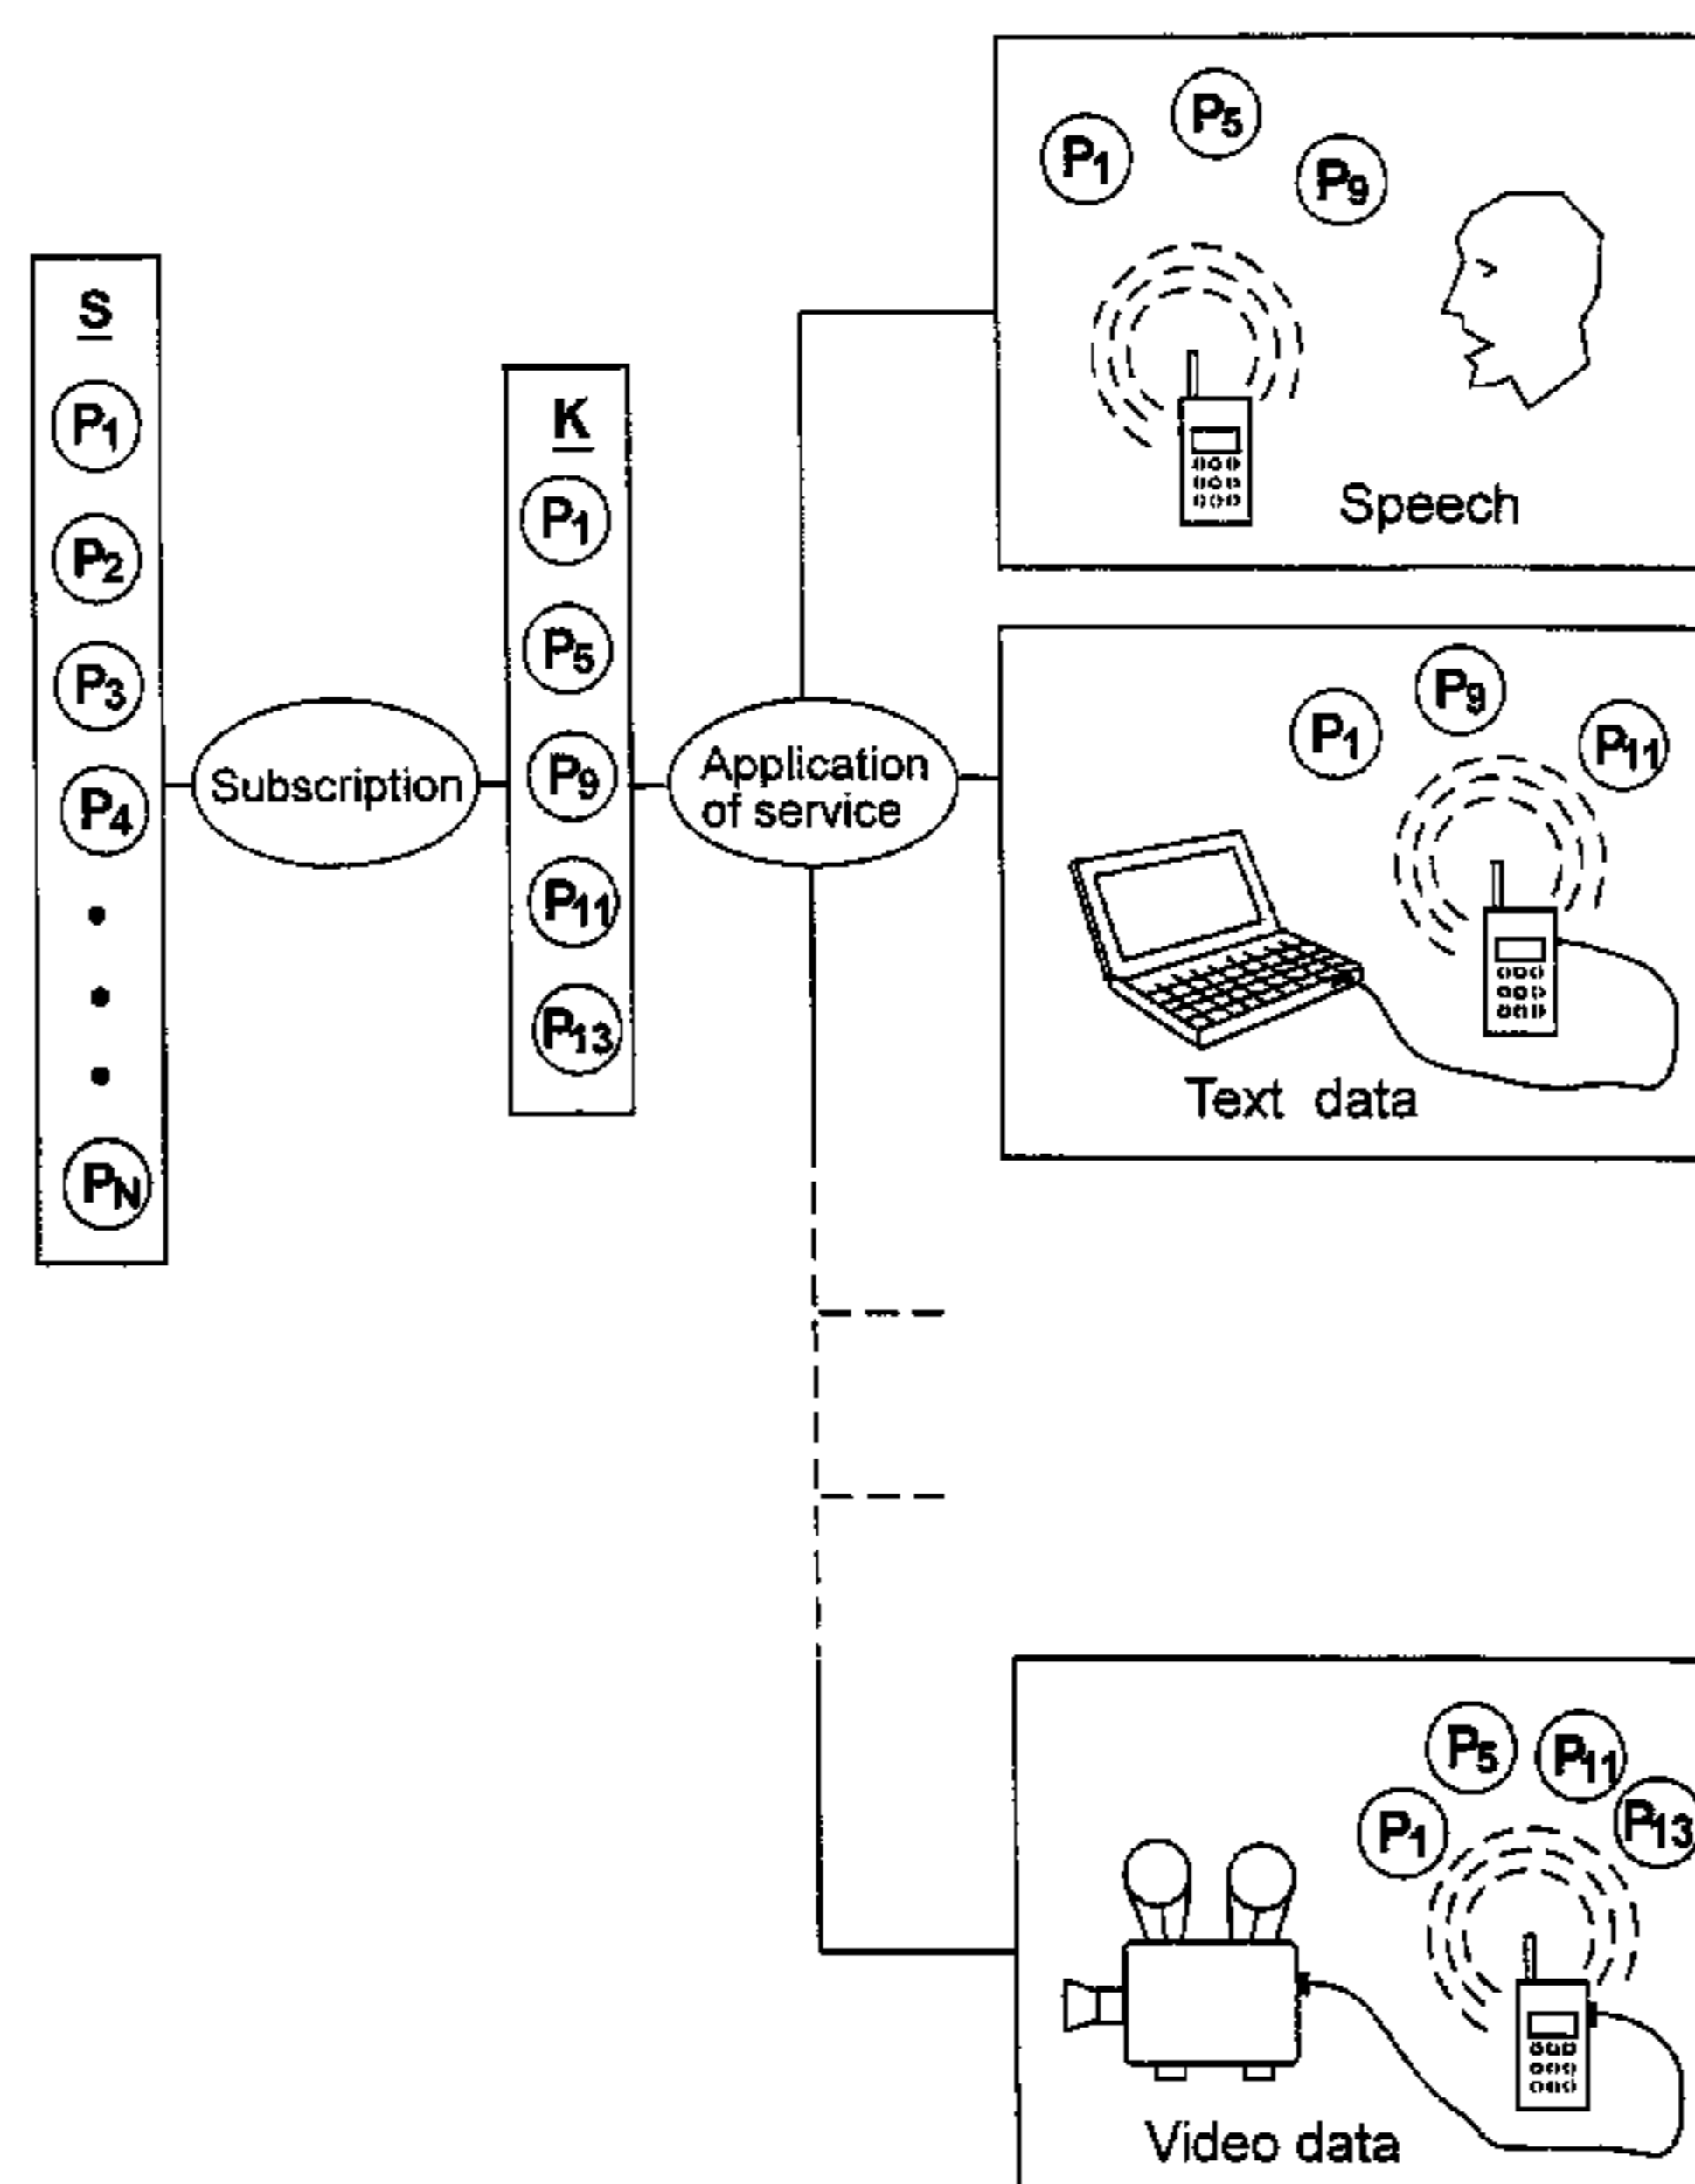 S
P1
P2
P3
P4
PN
Subscription
K
P1
P5
P9
P11
P13
Application
of service
P1
P5
P9
Speech
P1
P9
P11
Text data
P1
P5
P11
P13
Video data